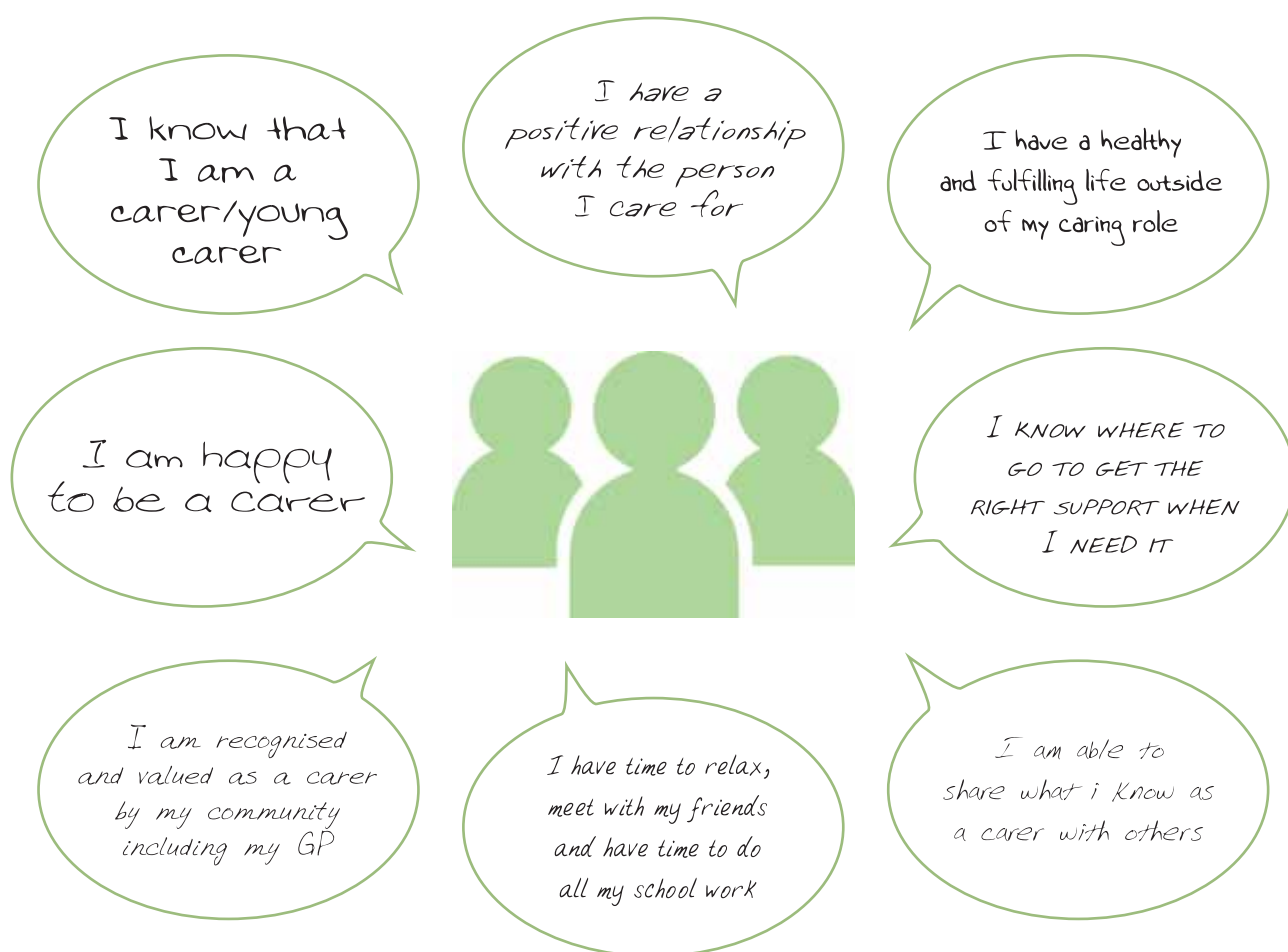 I know that
I am a
carer/young
carer
I have a
positive relationship
with the person
I care for
I have a healthy
and fulfilling life outside
of my caring role
I am happy
to be a carer
I KNOW WHERE TO
GO TO GET THE
RIGHT SUPPORT WHEN
I NEED IT
I am recognised
and valued as a carer
by my community
including my GP
I have time to relax,
meet with my friends
and have time to do
all my school work
I am able to
share what i know as
a carer with others